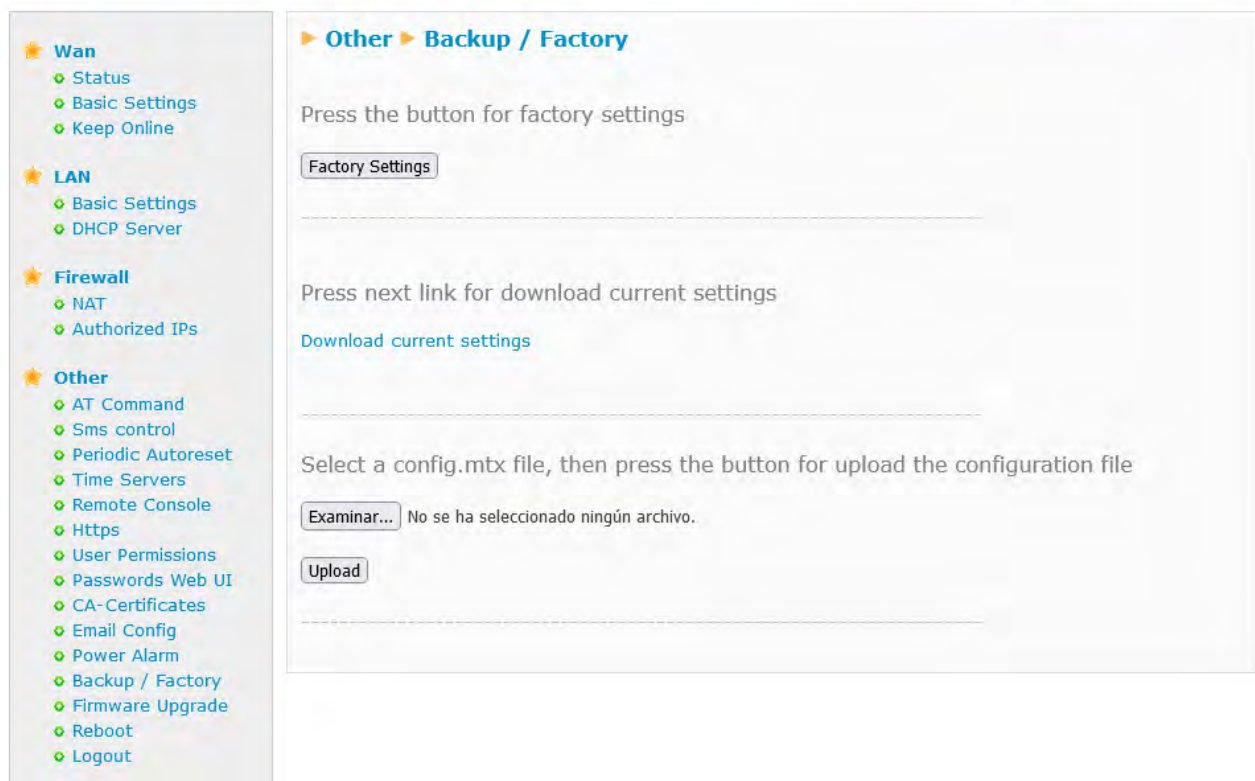 Wan
Status
Basic Settings
Keep Online
LAN
Basic Settings
DHCP Server
Firewall
NAT
Authorized IPs
Other
AT Command
Sms control
Periodic Autoreset
Time Servers
Remote Console
Https
User Permissions
Passwords Web UI
CA-Certificates
Email Config
Power Alarm
Backup / Factory
Firmware Upgrade
Reboot
Logout
Other Backup / Factory
Press the button for factory settings
Factory Settings
Press next link for download current settings
Download current settings
Select a config.mtx file, then press the button for upload the configuration file
Examinar... No se ha seleccionado ningún archivo.
Upload